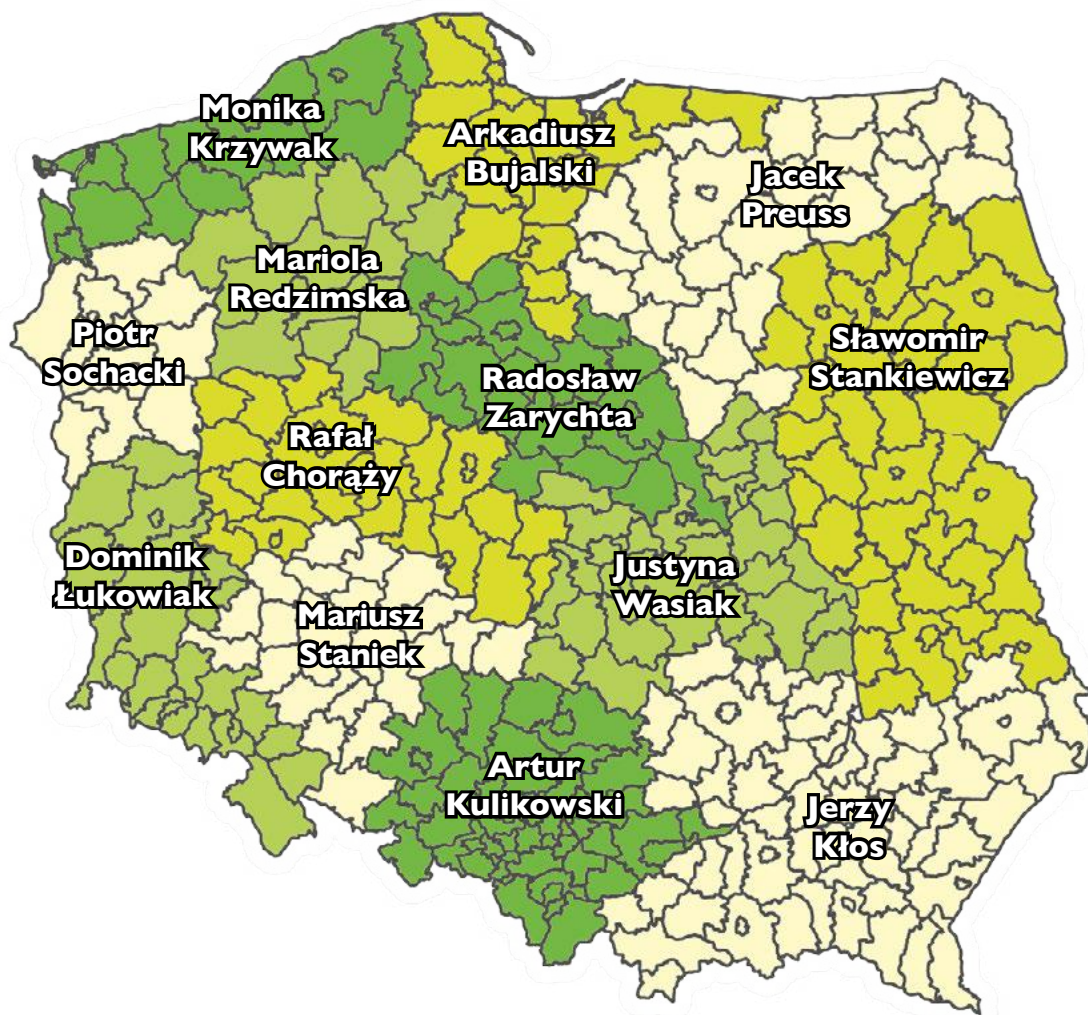 Monika
Krzywak
Arkadiusz
Bujalski
Jacek
Preuss
Mariola
Redzimska
Piotr
Sochacki
Sławomir
Stankiewicz
Radosław
Zarychta
Rafał
Chorąży
Dominik
Łukowiak
Justyna
Wasiak
Mariusz
Staniek
Artur
Kulikowski
Jerzy
Kłos